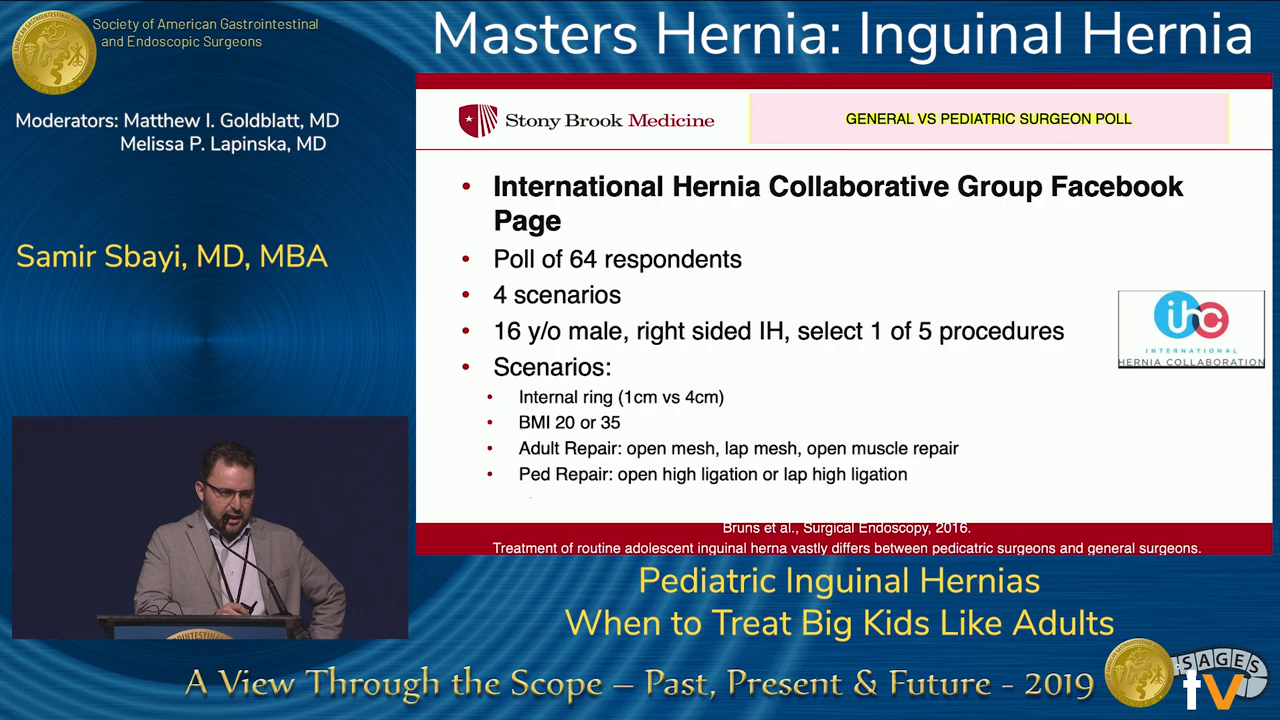 Society of American Gastrointestinal
and Endoscopic Surgeons
Masters Hernia: Inguinal Hernia
Moderators: Matthew I. Goldblatt, MD
Melissa P. Lapinska, MD
Samir Sbayi, MD, MBA
Stony Brook Medicine
GENERAL VS PEDIATRIC SURGEON POLL
• International Hernia Collaborative Group Facebook
Page
• Poll of 64 respondents
• 4 scenarios
• 16 y/o male, right sided IH, select 1 of 5 procedures
• Scenarios:
• Internal ring (1cm vs 4cm)
• BMI 20 or 35
• Adult Repair: open mesh, lap mesh, open muscle repair
• Ped Repair: open high ligation or lap high ligation
ihc
INTERNATIONAL
HERNIA COLLABORATION
Bruns et al., Surgical Endoscopy, 2016.
Treatment of routine adolescent inguinal herna vastly differs between pedicatric surgeons and general surgeons.
Pediatric Inguinal Hernias
When to Treat Big Kids Like Adults
A View Through the Scope – Past, Present & Future - 2019
SAGES
tv